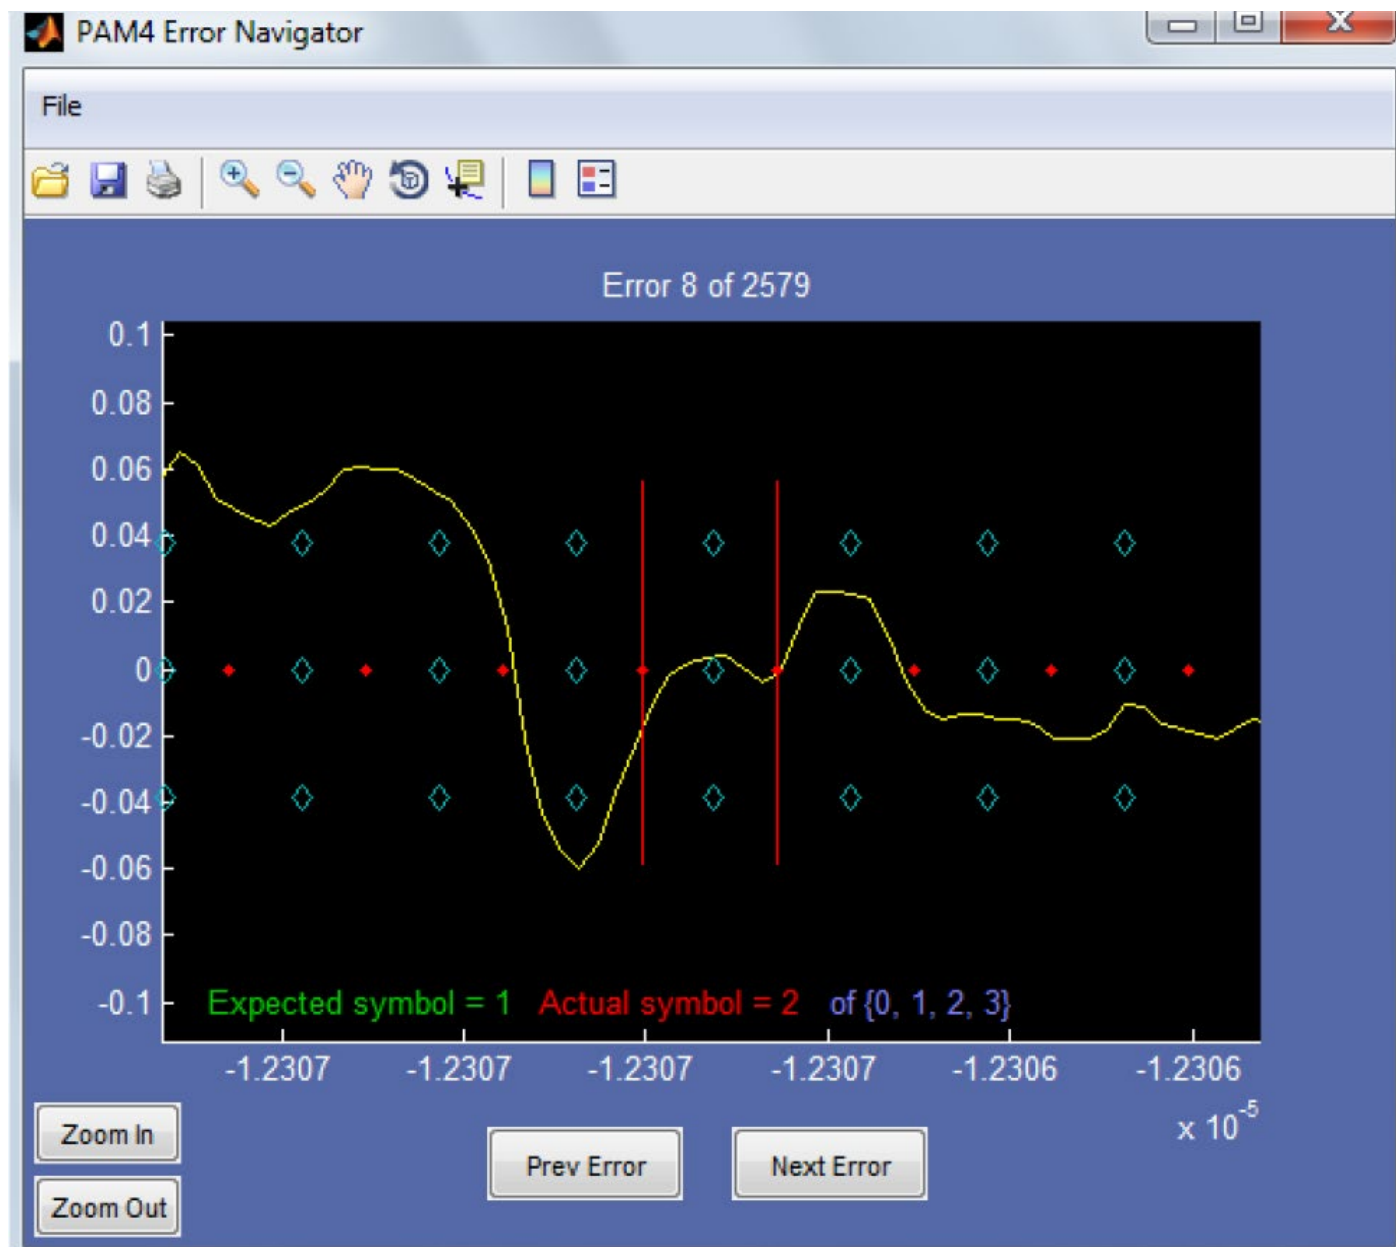 PAM4 Error Navigator
File
Error 8 of 2579
0.1
0.08
0.06
0.04
0.02
0
-0.02
-0.04
-0.06
-0.08
-0.1
Expected symbol = 1 Actual symbol = 2 of {0, 1, 2, 3}
-1.2307 -1.2307 -1.2307 -1.2307 -1.2306 -1.2306
x 10⁻⁵
Zoom In
Prev Error Next Error
Zoom Out